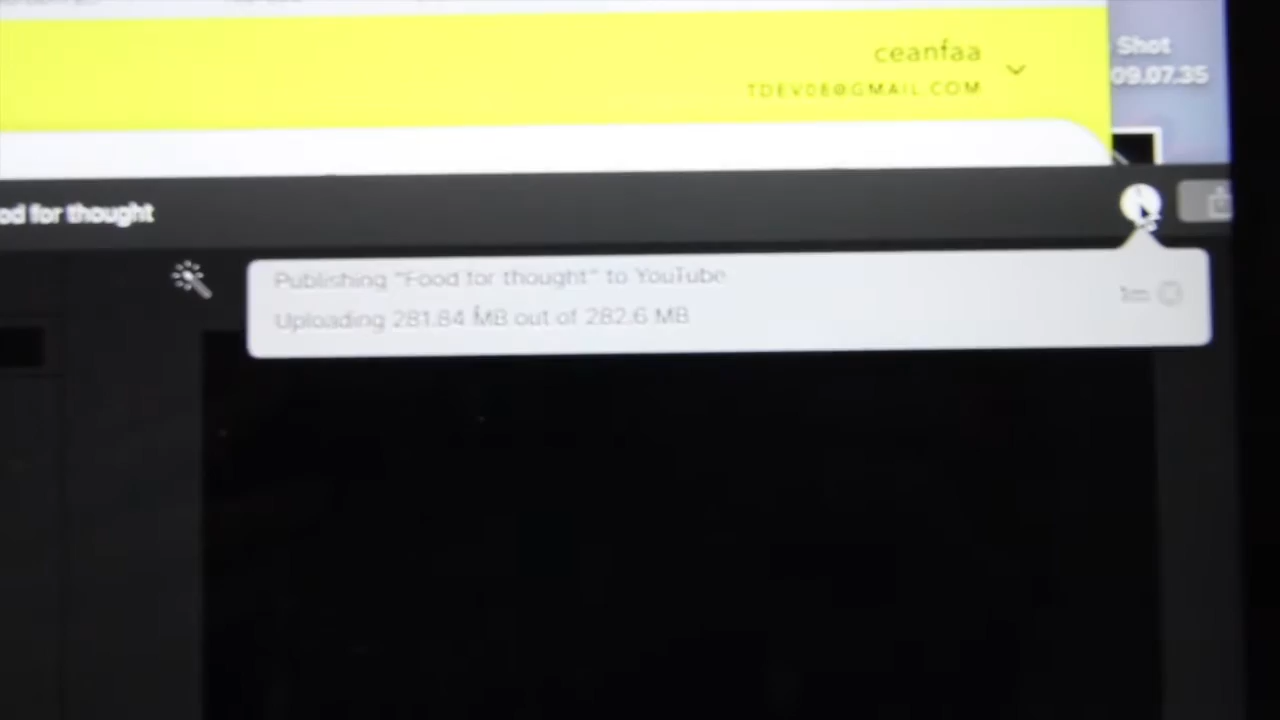 ceanfaa
TDEV08@GMAIL.COM
Shot
09.07.35
od for thought
Publishing "Food for thought" to YouTube
1m
Uploading 281.84 MB out of 282.6 MB